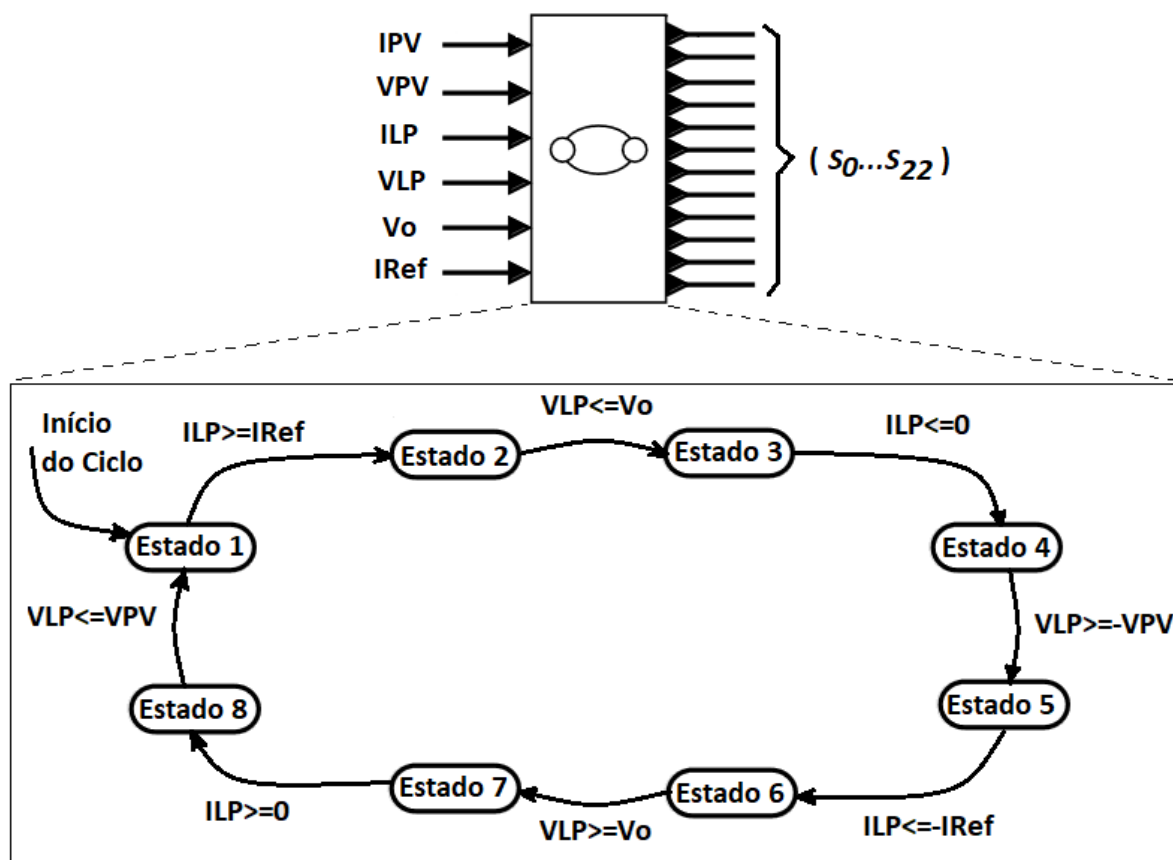 IPV
VPV
ILP
VLP
Vo
IRef
( S0...S22 )
Início
do Ciclo
ILP>=IRef
VLP<=Vo
ILP<=0
Estado 1
Estado 2
Estado 3
Estado 4
VLP<=VPV
VLP>=-VPV
Estado 8
Estado 7
Estado 6
Estado 5
ILP>=0
VLP>=Vo
ILP<=-IRef